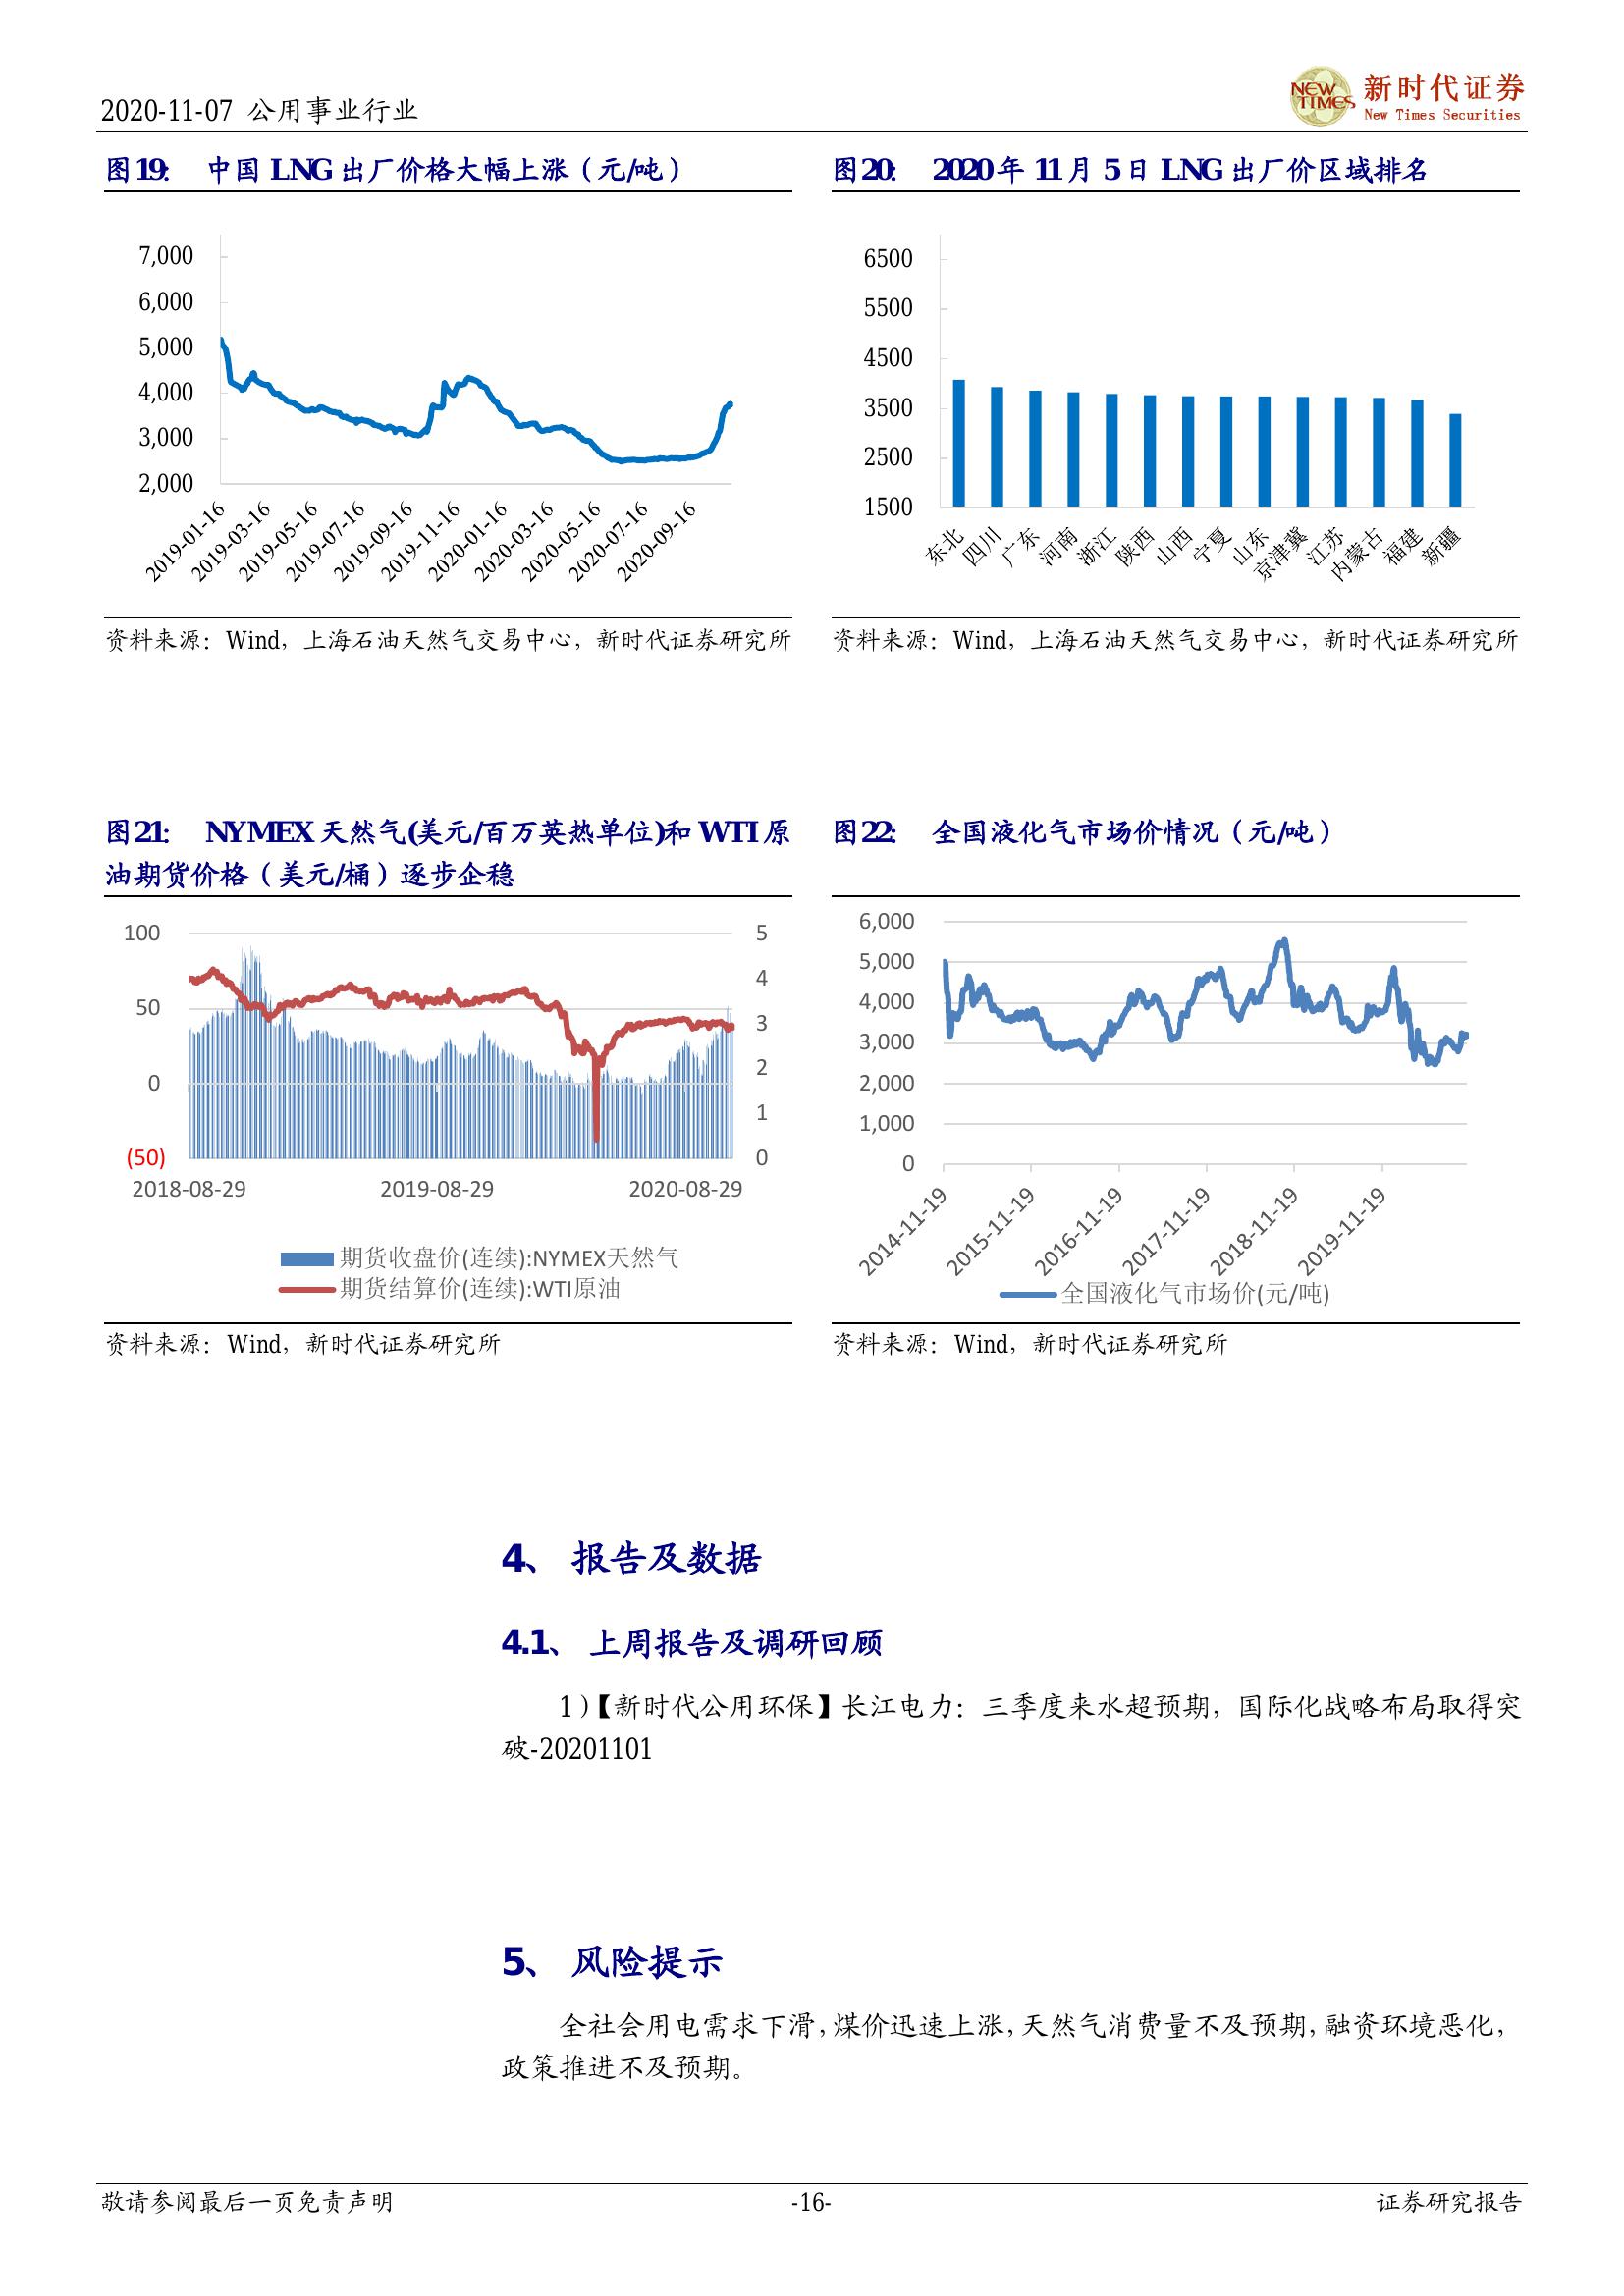 2020-11-07 公用事业行业
NEW TIMES 新时代证券
New Times Securities
图19: 中国 LNG 出厂价格大幅上涨（元/吨）
7,000
6,000
5,000
4,000
3,000
2,000
2019-01-16
2019-03-16
2019-05-16
2019-07-16
2019-09-16
2019-11-16
2020-01-16
2020-03-16
2020-05-16
2020-07-16
2020-09-16
资料来源：Wind，上海石油天然气交易中心，新时代证券研究所
图20: 2020 年 11 月 5 日 LNG 出厂价区域排名
6500
5500
4500
3500
2500
1500
东北
四川
广东
河南
浙江
陕西
山西
宁夏
山东
京津冀
江苏
内蒙古
福建
新疆
资料来源：Wind，上海石油天然气交易中心，新时代证券研究所
图21: NYMEX 天然气(美元/百万英热单位)和 WTI 原
油期货价格（美元/桶）逐步企稳
100
50
0
(50)
5
4
3
2
1
0
2018-08-29
2019-08-29
2020-08-29
期货收盘价(连续):NYMEX天然气
期货结算价(连续):WTI原油
资料来源：Wind，新时代证券研究所
图22: 全国液化气市场价情况（元/吨）
6,000
5,000
4,000
3,000
2,000
1,000
0
2014-11-19
2015-11-19
2016-11-19
2017-11-19
2018-11-19
2019-11-19
全国液化气市场价(元/吨)
资料来源：Wind，新时代证券研究所
4、 报告及数据
4.1、 上周报告及调研回顾
1)【新时代公用环保】长江电力：三季度来水超预期，国际化战略布局取得突
破-20201101
5、 风险提示
全社会用电需求下滑，煤价迅速上涨，天然气消费量不及预期，融资环境恶化，
政策推进不及预期。
敬请参阅最后一页免责声明
-16-
证券研究报告